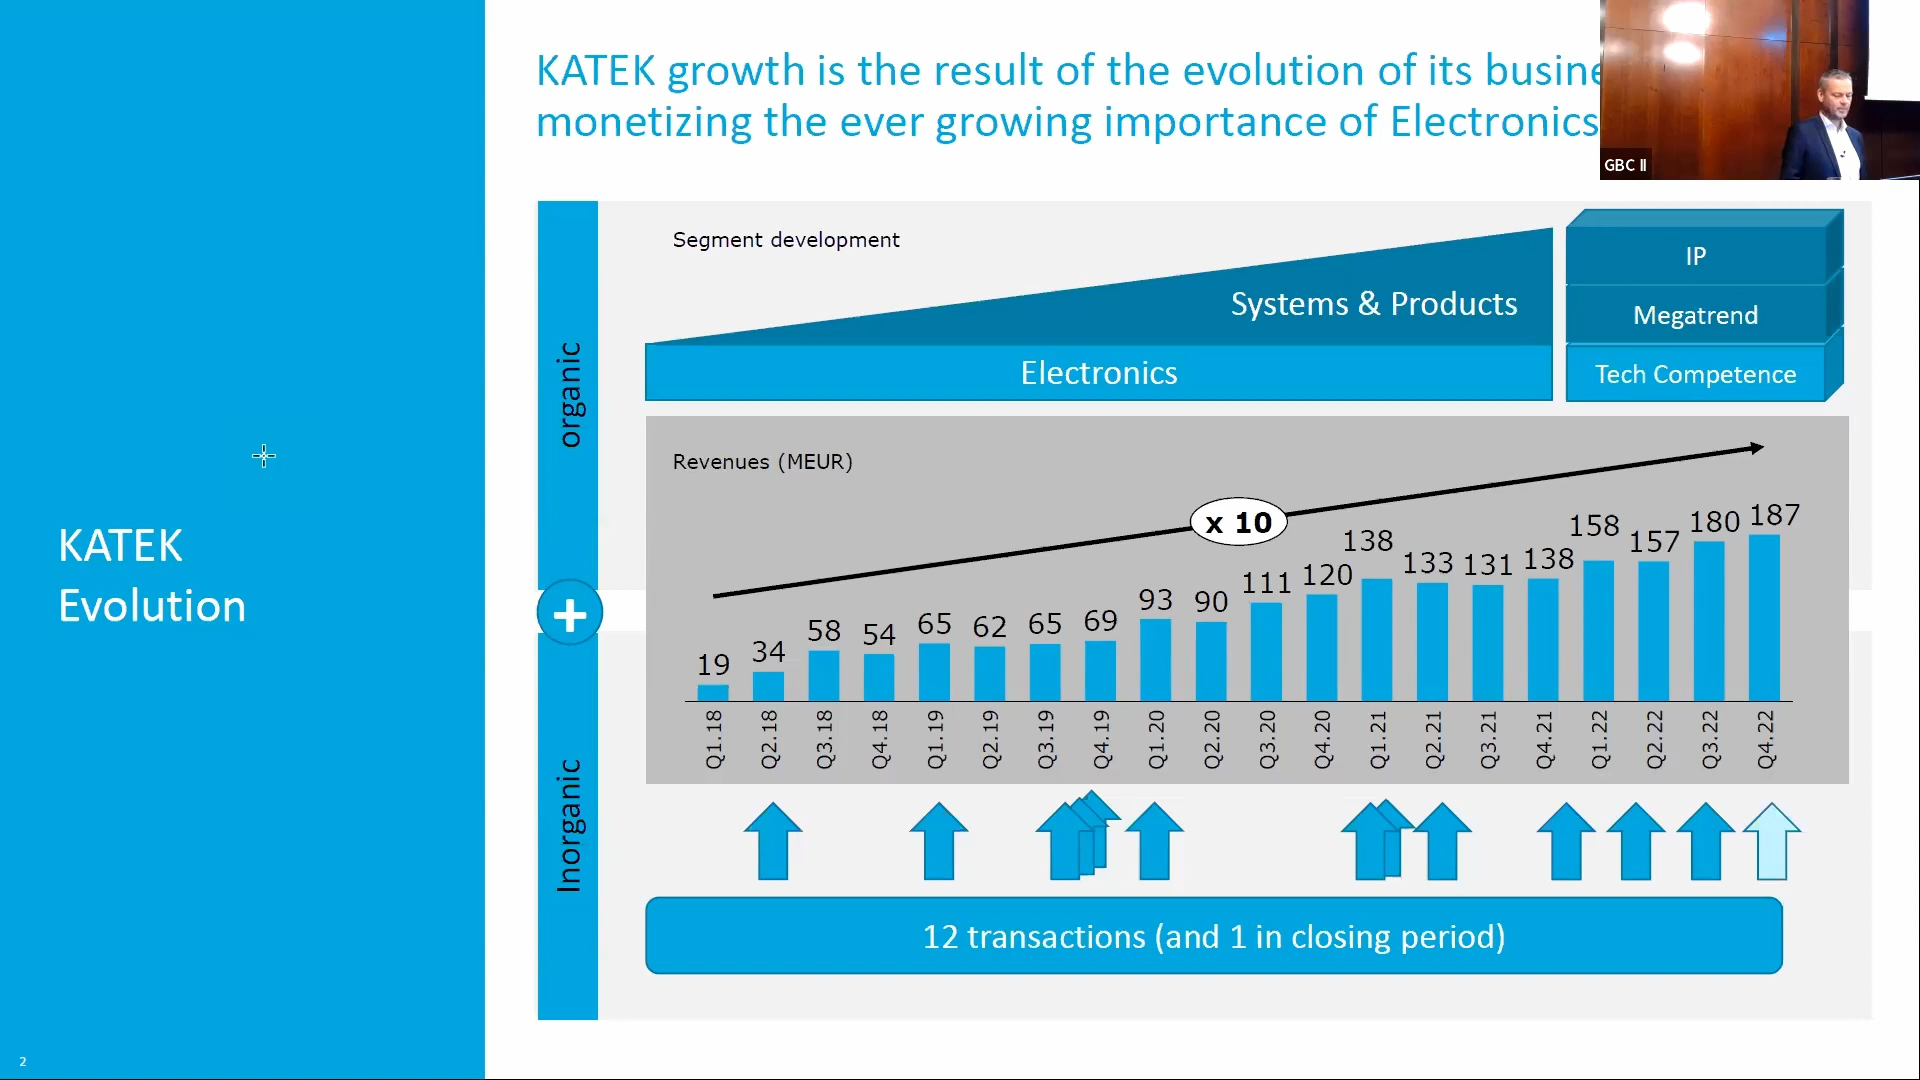 KATEK growth is the result of the evolution of its
monetizing the ever growing importance of Electronics
GBC II
KATEK
Evolution
organic
Segment development
Systems & Products
Electronics
IP
Megatrend
Tech Competence
Revenues (MEUR)
x 10
19 34 58 54 65 62 65 69 93 90 111 120 138 133 131 138 158 157 180 187
Q1.18 Q2.18 Q3.18 Q4.18 Q1.19 Q2.19 Q3.19 Q4.19 Q1.20 Q2.20 Q3.20 Q4.20 Q1.21 Q2.21 Q3.21 Q4.21 Q1.22 Q2.22 Q3.22 Q4.22
+
Inorganic
12 transactions (and 1 in closing period)
2